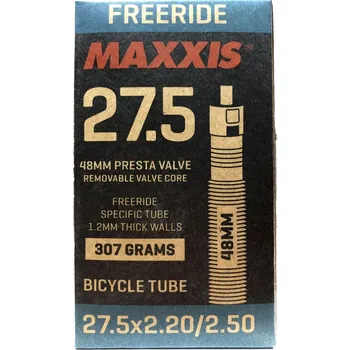 FREERIDE
MAXXIS®
27.5
48MM PRESTA VALVE
REMOVABLE VALVE CORE
FREERIDE
SPECIFIC TUBE
1.2MM THICK WALLS
307 GRAMS
48MM
BICYCLE TUBE
27.5x2.20/2.50